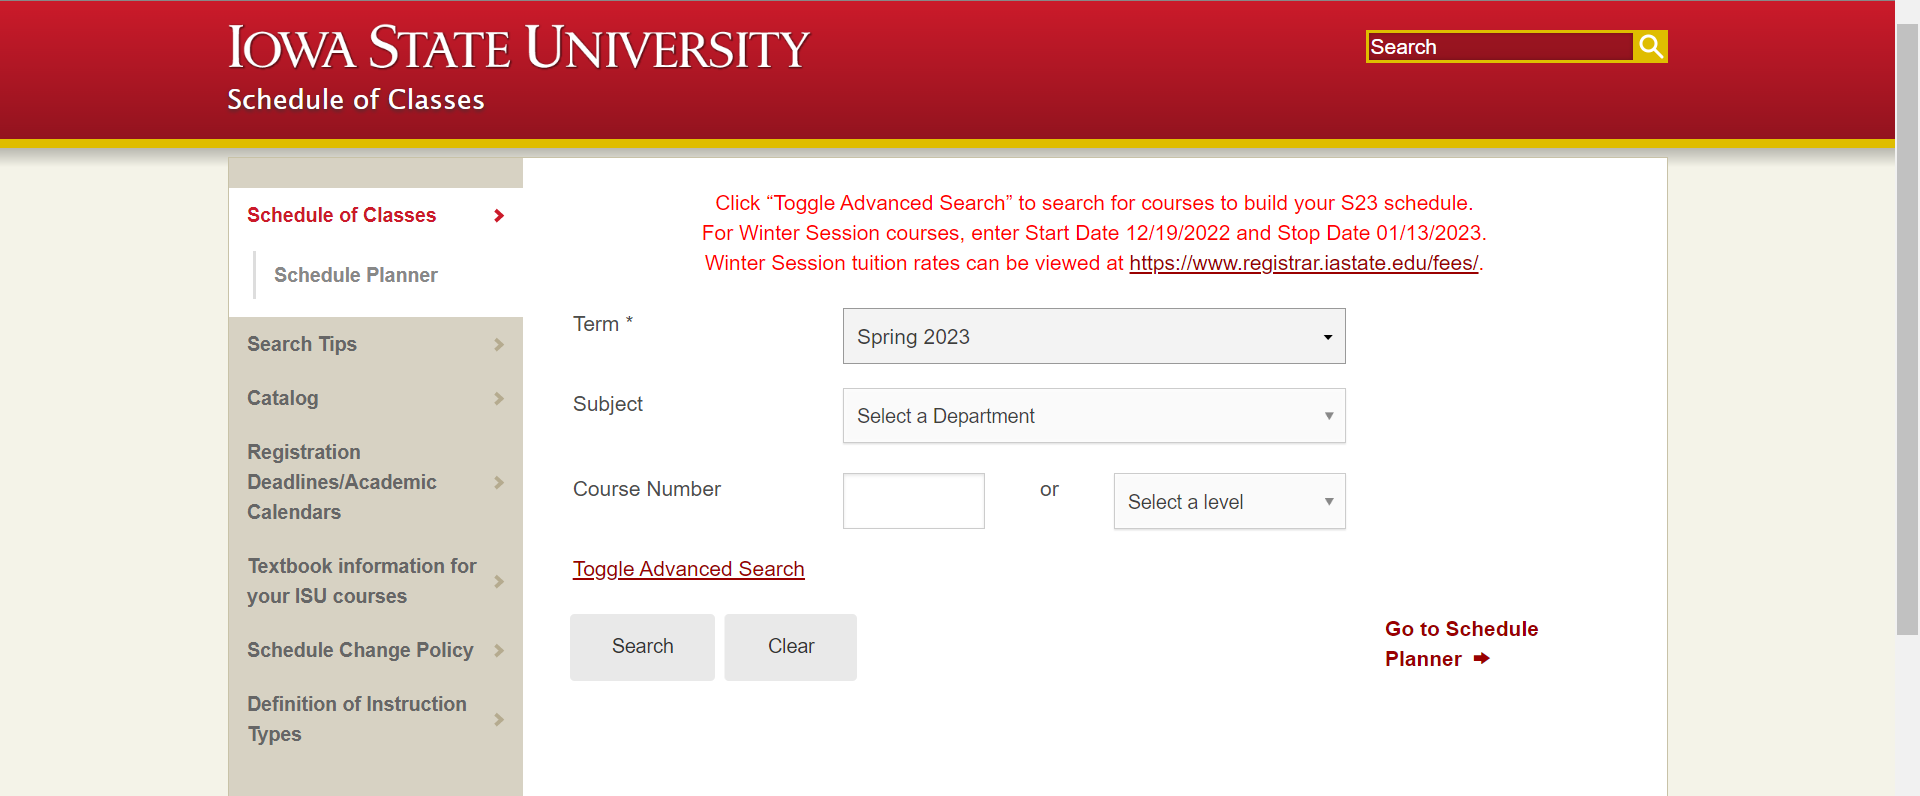 IOWA STATE UNIVERSITY
Schedule of Classes
Search
Schedule of Classes
Schedule Planner
Search Tips
Catalog
Registration
Deadlines/Academic
Calendars
Textbook information for
your ISU courses
Schedule Change Policy
Definition of Instruction
Types
Click “Toggle Advanced Search” to search for courses to build your S23 schedule.
For Winter Session courses, enter Start Date 12/19/2022 and Stop Date 01/13/2023.
Winter Session tuition rates can be viewed at https://www.registrar.iastate.edu/fees/.
Term *
Spring 2023
Subject
Select a Department
Course Number
or
Select a level
Toggle Advanced Search
Search
Clear
Go to Schedule
Planner